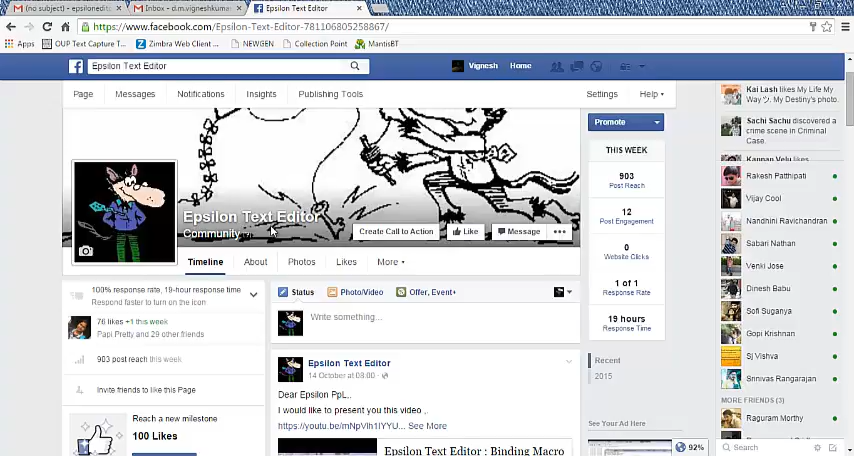 (no subject) - epsilonedit
Inbox - d.m.vigneshkumar
Epsilon Text Editor
https://www.facebook.com/Epsilon-Text-Editor-781106805258867/
Apps
OUP Text Capture T...
Zimbra Web Client ...
NEWGEN
Collection Point
MantisBT
Epsilon Text Editor
Vignesh
Home
Page
Messages
Notifications
Insights
Publishing Tools
Settings
Help
Epsilon Text Editor
Community
Create Call to Action
Like
Message
Timeline
About
Photos
Likes
More
100% response rate, 19-hour response time
Respond faster to turn on the icon
76 likes +1 this week
Papi Pretty and 29 other friends
903 post reach this week
Invite friends to like this Page
Reach a new milestone
100 Likes
Status
Photo/Video
Offer, Event+
Write something...
Epsilon Text Editor
14 October at 08:00
Dear Epsilon PpL,.
I would like to present you this video ,.
https://youtu.be/mNpVlh1IYYU... See More
Epsilon Text Editor : Binding Macro
Promote
THIS WEEK
903
Post Reach
12
Post Engagement
0
Website Clicks
1 of 1
Response Rate
19 hours
Response Time
Recent
2015
See Your Ad Here
92%
Kai Lash likes My Life My
Way ツ. My Destiny's photo.
Sachi Sachu discovered a
crime scene in Criminal
Case.
Kannan Velu likes
Rakesh Patthipati
Vijay Cool
Nandhini Ravichandran
Sabari Nathan
Venki Jose
Dinesh Babu
Sofi Suganya
Gopi Krishnan
Sj Vishva
Srinivas Rangarajan
MORE FRIENDS (3)
Raguram Morthy
Search